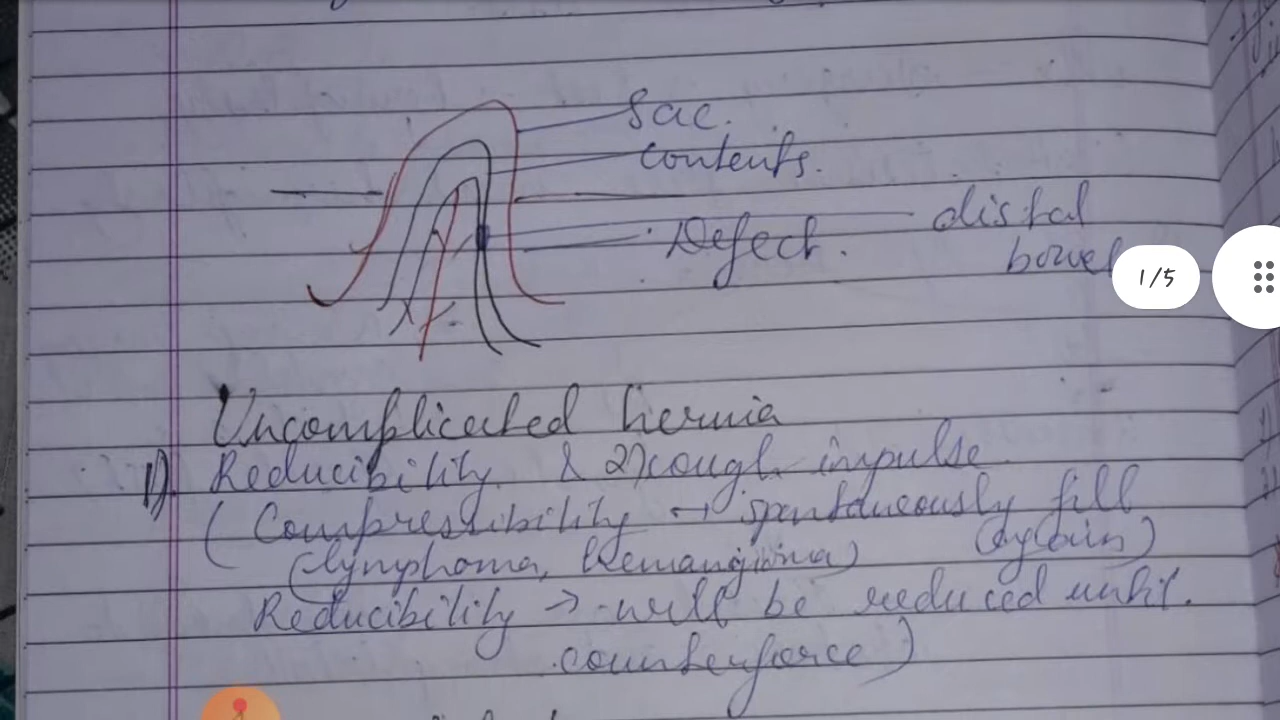 Sac.
contents.
Defect.
distal
bowel
1/5
Uncomplicated hernia
1) Reducibility & 2) cough impulse
(Compressibility → spontaneously fill
(lymphoma, hemangioma) (again)
Reducibility → will be reduced until.
counterforce)